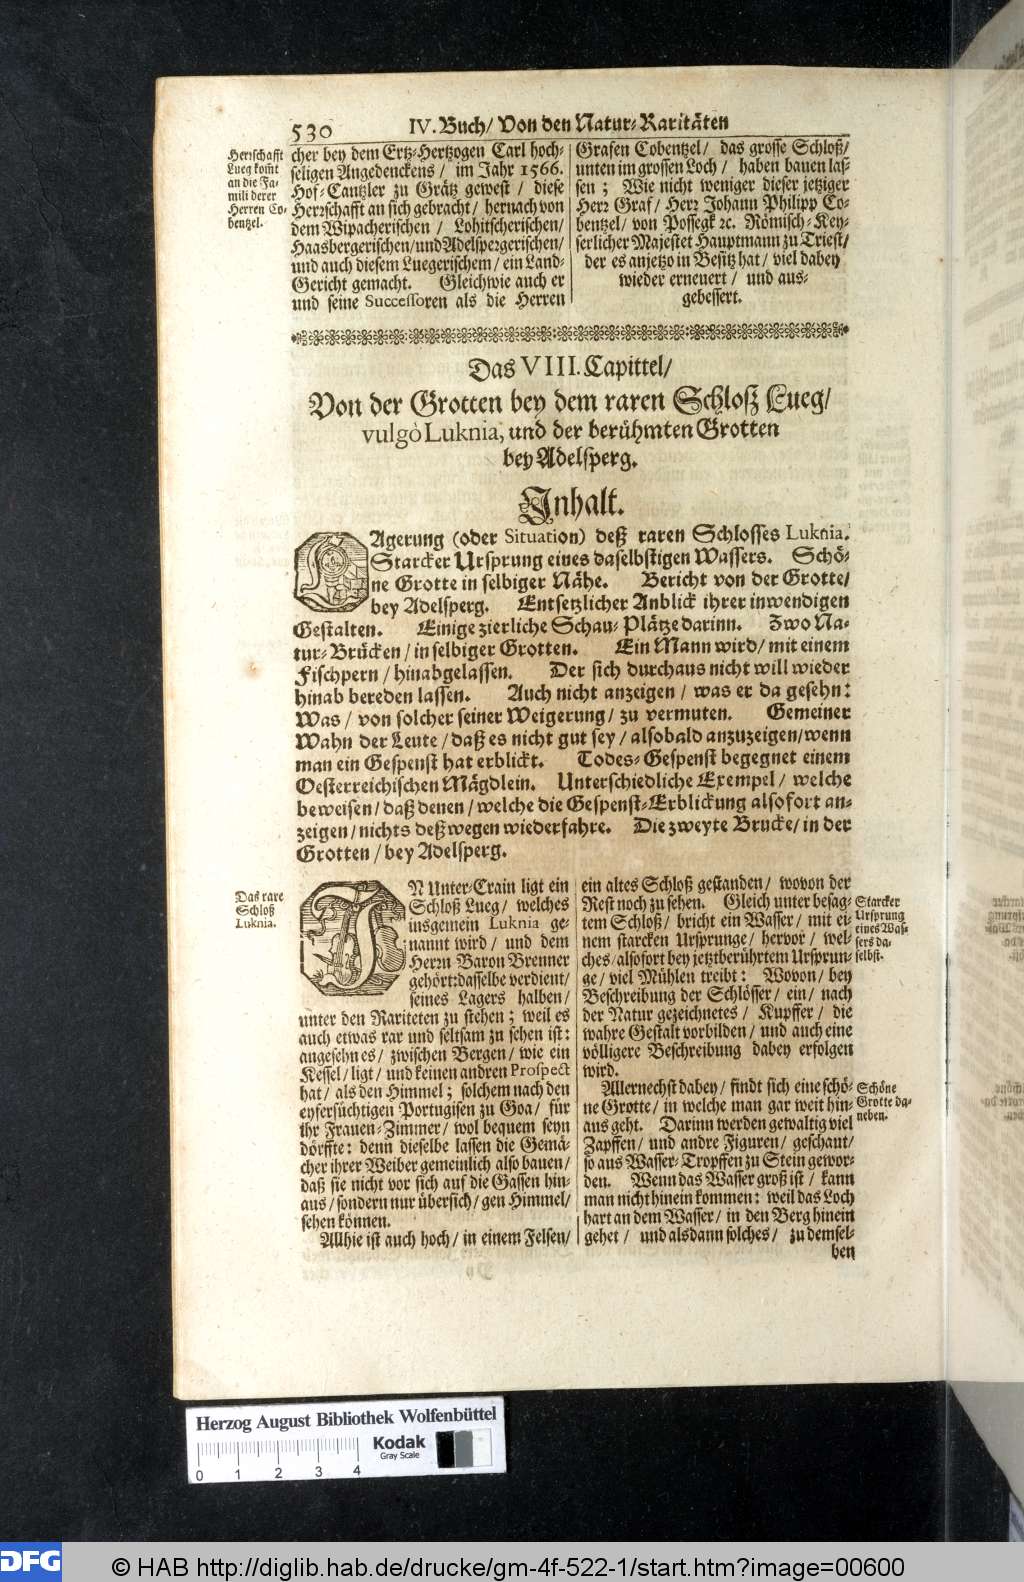 530
IV. Buch/ Von den Natur-Raritäten
Herrschafft
Lueg kom̃t
an die Fa-
mili derer
Herren Co-
bentzel.
cher bey dem Ertz-Hertzogen Carl hoch-
seligen Angedenckens / im Jahr 1566.
Hof-Cantzler zu Grätz gewest / diese
Herrschafft an sich gebracht / hernach von
dem Wipacherischen / Lohitscherischen/
Haasbergerischen/und Adelspergerischen/
und auch diesem Luegerischem / ein Land-
Gericht gemacht. Gleichwie auch er
und seine Successoren als die Herren
Grafen Cobentzel / das grosse Schloß/
unten im grossen Loch / haben bauen las-
sen ; Wie nicht weniger dieser jetziger
Herr Graf / Herr Johann Philipp Co-
bentzel/ von Possegk ꝛc. Römisch-Key-
serlicher Majestet Hauptmann zu Triest/
der es anjetzo in Besitz hat / viel dabey
wieder erneuert / und aus-
gebessert.
Das VIII. Capittel/
Von der Grotten bey dem raren Schloß Lueg/
vulgò Luknia, und der berühmten Grotten
bey Adelsperg.
Inhalt.
LAgerung (oder Situation) deß raren Schlosses Luknia.
Starcker Ursprung eines daselbstigen Wassers. Schö-
ne Grotte in selbiger Nähe. Bericht von der Grotte/
bey Adelsperg. Entsetzlicher Anblick ihrer inwendigen
Gestalten. Einige zierliche Schau-Plätze darinn. Zwo Na-
tur-Brücken / in selbiger Grotten. Ein Mann wird/ mit einem
Fischpern / hinabgelassen. Der sich durchaus nicht will wieder
hinab bereden lassen. Auch nicht anzeigen / was er da gesehn:
Was / von solcher seiner Weigerung/ zu vermuten. Gemeiner
Wahn der Leute / daß es nicht gut sey / alsobald anzuzeigen/wenn
man ein Gespenst hat erblickt. Todes-Gespenst begegnet einem
Oesterreichischen Mägdlein. Unterschiedliche Exempel / welche
beweisen / daß denen / welche die Gespenst-Erblickung alsofort an-
zeigen / nichts deßwegen wiederfahre. Die zweyte Brucke/ in der
Grotten / bey Adelsperg.
Das rare
Schloß
Luknia.
IN Unter-Crain ligt ein
Schloß Lueg / welches
insgemein Luknia ge-
nannt wird / und dem
Herrn Baron Brenner
gehört:dasselbe verdient/
seines Lagers halben/
unter den Rariteten zu stehen ; weil es
auch etwas rar und seltsam zu sehen ist:
angesehn es / zwischen Bergen / wie ein
Kessel / ligt / und keinen andren Prospect
hat / als den Himmel ; solchem nach den
eyfersüchtigen Portugisen zu Goa / für
ihr Frauen-Zimmer / wol bequem seyn
dörffte : denn dieselbe lassen die Gemä-
cher ihrer Weiber gemeinlich also bauen/
daß sie nicht vor sich auf die Gassen hin-
aus / sondern nur übersich / gen Himmel/
sehen können.
Allhie ist auch hoch / in einem Felsen/
ein altes Schloß gestanden / wovon der
Rest noch zu sehen. Gleich unter besag-
tem Schloß / bricht ein Wasser / mit ei-
nem starcken Ursprunge / hervor / wel-
ches / alsofort bey jetztberührtem Ursprun-
ge / viel Mühlen treibt : Wovon / bey
Beschreibung der Schlösser / ein / nach
der Natur gezeichnetes / Kupffer / die
wahre Gestalt vorbilden / und auch eine
völligere Beschreibung dabey erfolgen
wird.
Allernechst dabey / findt sich eine schö-
ne Grotte / in welche man gar weit hin-
aus geht. Darinn werden gewaltig viel
Zapffen / und andre Figuren / geschaut/
so aus Wasser-Tropffen zu Stein gewor-
den. Wenn das Wasser groß ist / kann
man nicht hinein kommen : weil das Loch
hart an dem Wasser / in den Berg hinein
gehet / und alsdann solches / zu demsel-
ben
Starcker
Ursprung
eines Was-
sers da-
selbst.
Schöne
Grotte da-
neben.
Herzog August Bibliothek Wolfenbüttel
Kodak
Gray Scale
0 1 2 3 4
DFG
© HAB http://diglib.hab.de/drucke/gm-4f-522-1/start.htm?image=00600